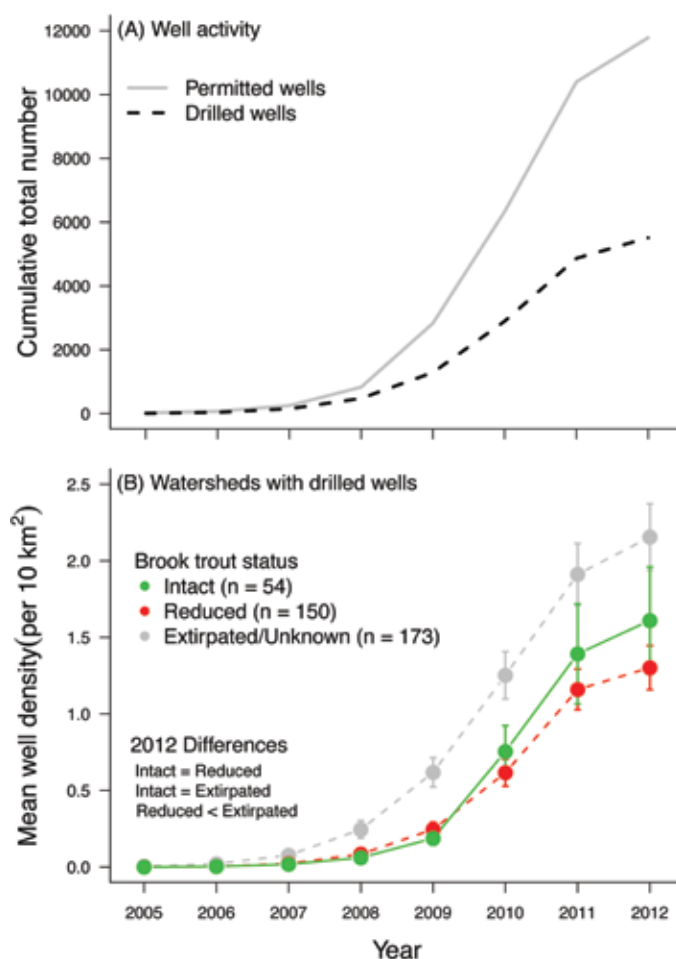 (A) Well activity
Permitted wells
Drilled wells
Cumulative total number
12000
10000
8000
6000
4000
2000
0
(B) Watersheds with drilled wells
Brook trout status
Intact (n = 54)
Reduced (n = 150)
Extirpated/Unknown (n = 173)
2012 Differences
Intact = Reduced
Intact = Extirpated
Reduced < Extirpated
Mean well density(per 10 km²)
2.5
2.0
1.5
1.0
0.5
0.0
2005 2006 2007 2008 2009 2010 2011 2012
Year